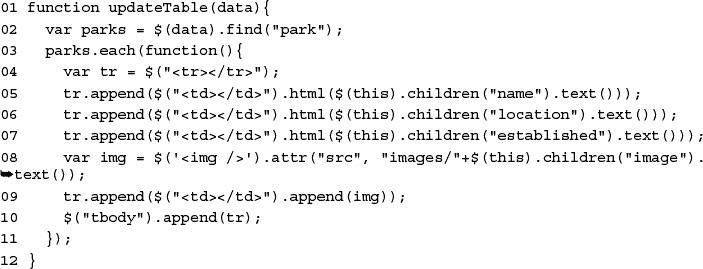 01 function updateTable(data){
02   var parks = $(data).find("park");
03   parks.each(function(){
04     var tr = $("<tr></tr>");
05     tr.append($("<td></td>").html($(this).children("name").text()));
06     tr.append($("<td></td>").html($(this).children("location").text()));
07     tr.append($("<td></td>").html($(this).children("established").text()));
08     var img = $('<img />').attr("src", "images/"+$(this).children("image").
➥text());
09     tr.append($("<td></td>").append(img));
10     $("tbody").append(tr);
11   });
12 }